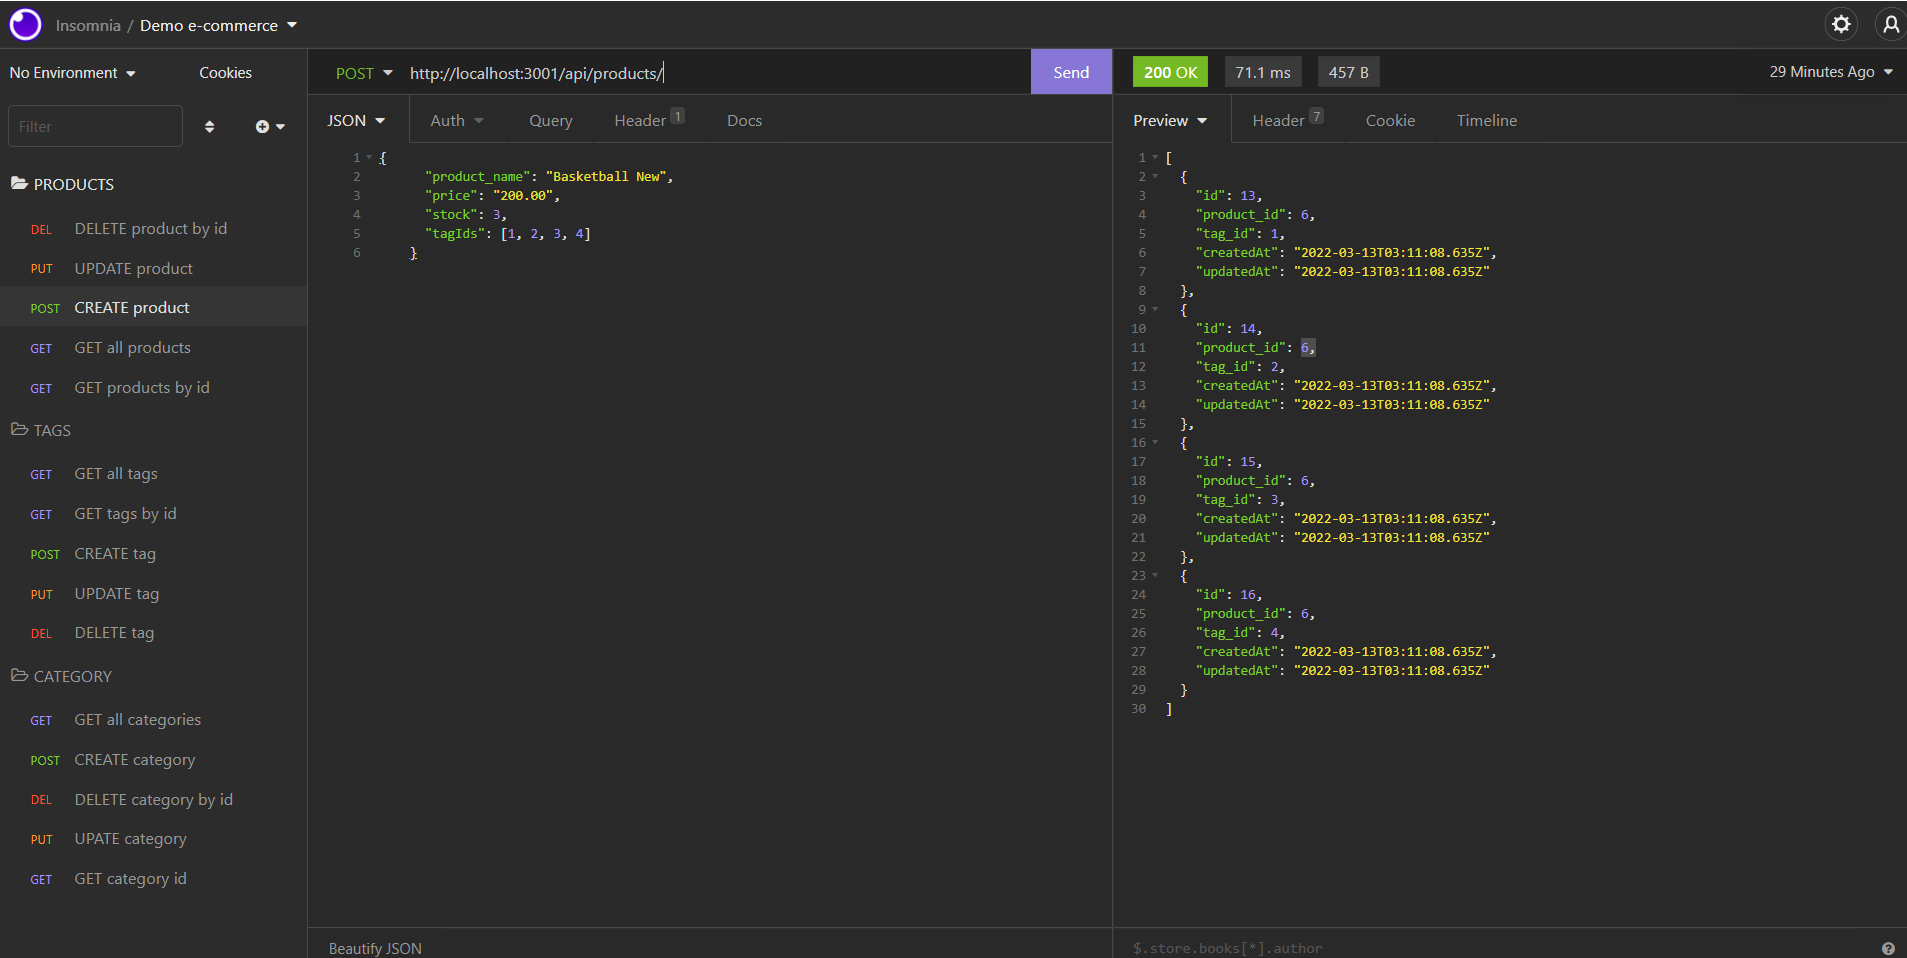 Insomnia / Demo e-commerce
No Environment
Cookies
Filter
PRODUCTS
DEL DELETE product by id
PUT UPDATE product
POST CREATE product
GET GET all products
GET GET products by id
TAGS
GET GET all tags
GET GET tags by id
POST CREATE tag
PUT UPDATE tag
DEL DELETE tag
CATEGORY
GET GET all categories
POST CREATE category
DEL DELETE category by id
PUT UPATE category
GET GET category id
POST http://localhost:3001/api/products/ Send
JSON Auth Query Header 1 Docs
1 {
2 "product_name": "Basketball New",
3 "price": "200.00",
4 "stock": 3,
5 "tagIds": [1, 2, 3, 4]
6 }
Beautify JSON
200 OK 71.1 ms 457 B 29 Minutes Ago
Preview Header 7 Cookie Timeline
1 [
2 {
3 "id": 13,
4 "product_id": 6,
5 "tag_id": 1,
6 "createdAt": "2022-03-13T03:11:08.635Z",
7 "updatedAt": "2022-03-13T03:11:08.635Z"
8 },
9 {
10 "id": 14,
11 "product_id": 6,
12 "tag_id": 2,
13 "createdAt": "2022-03-13T03:11:08.635Z",
14 "updatedAt": "2022-03-13T03:11:08.635Z"
15 },
16 {
17 "id": 15,
18 "product_id": 6,
19 "tag_id": 3,
20 "createdAt": "2022-03-13T03:11:08.635Z",
21 "updatedAt": "2022-03-13T03:11:08.635Z"
22 },
23 {
24 "id": 16,
25 "product_id": 6,
26 "tag_id": 4,
27 "createdAt": "2022-03-13T03:11:08.635Z",
28 "updatedAt": "2022-03-13T03:11:08.635Z"
29 }
30 ]
$.store.books[*].author